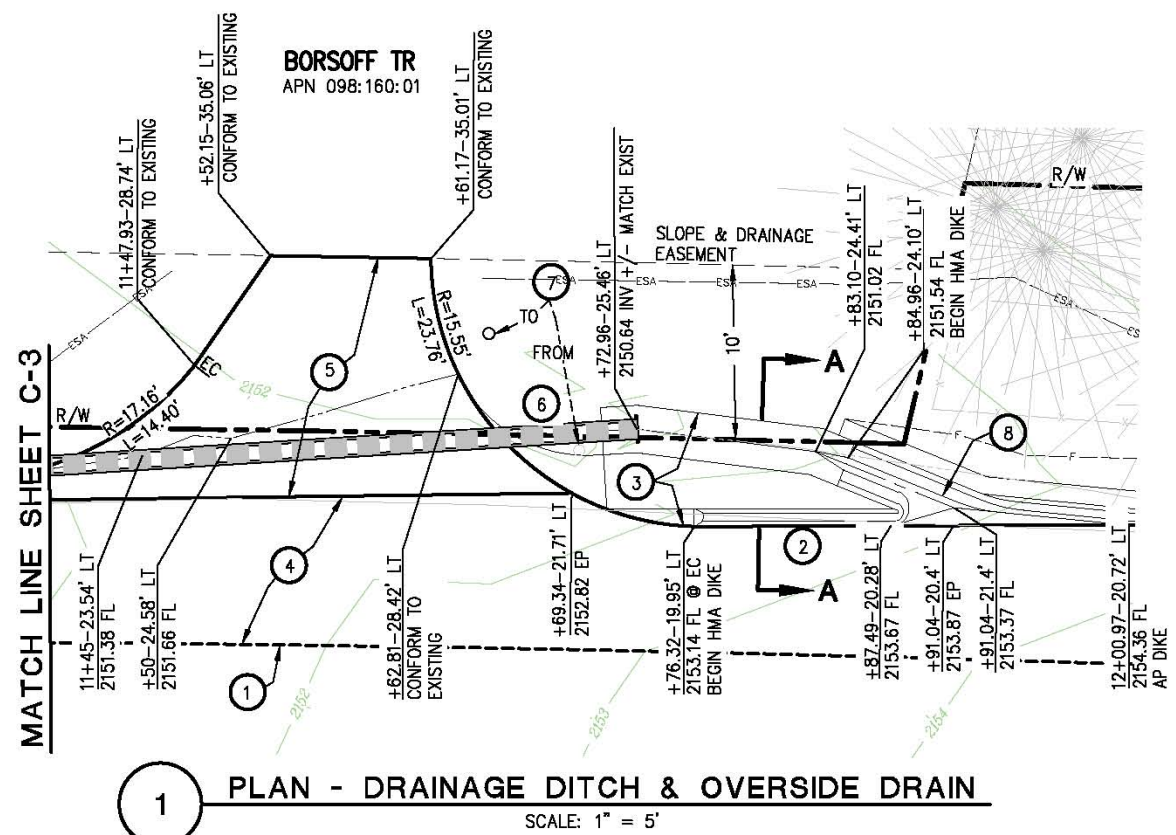 BORSOFF TR
APN 098:160:01
11+47.93-28.74' LT
CONFORM TO EXISTING
+52.15-35.06' LT
CONFORM TO EXISTING
+61.17-35.01' LT
CONFORM TO EXISTING
+72.96-25.46' LT
2150.64 INV +/- MATCH EXIST
SLOPE & DRAINAGE
EASEMENT
+83.10-24.41' LT
2151.02 FL
+84.96-24.10' LT
2151.54 FL
BEGIN HMA DIKE
R/W
ESA
ESA
ESA
ESA
ESA
7
TO
FROM
10'
A
R=15.55'
L=23.76'
EC
5
2152
6
R/W
R=17.16'
L=14.40'
8
F
F
3
2
A
4
1
MATCH LINE SHEET C-3
11+45-23.54' LT
2151.38 FL
+50-24.58' LT
2151.66 FL
+62.81-28.42' LT
CONFORM TO
EXISTING
+69.34-21.71' LT
2152.82 EP
+76.32-19.95' LT
2153.14 FL @ EC
BEGIN HMA DIKE
+87.49-20.28' LT
2153.67 FL
+91.04-20.4' LT
2153.87 EP
+91.04-21.4' LT
2153.37 FL
12+00.97-20.72' LT
2154.36 FL
AP DIKE
2152
2153
2154
1
PLAN - DRAINAGE DITCH & OVERSIDE DRAIN
SCALE: 1" = 5'